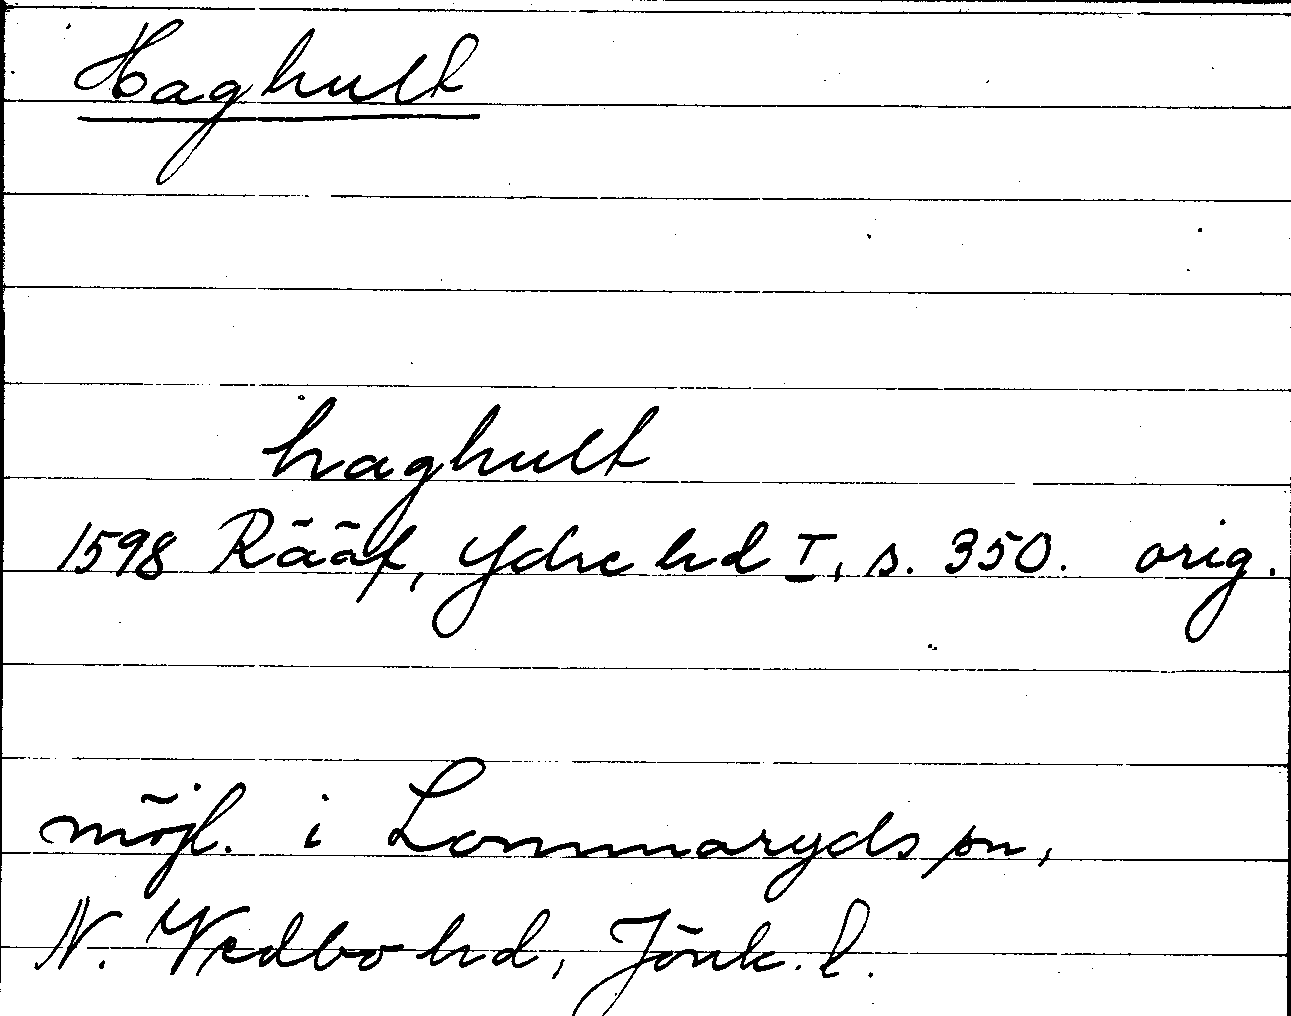 Haghult
haghult
1598 Rääf, Ydre hd I, s. 350. orig.
möjl. i Lommaryds sn,
N. Vedbo hd, Jönk. l.